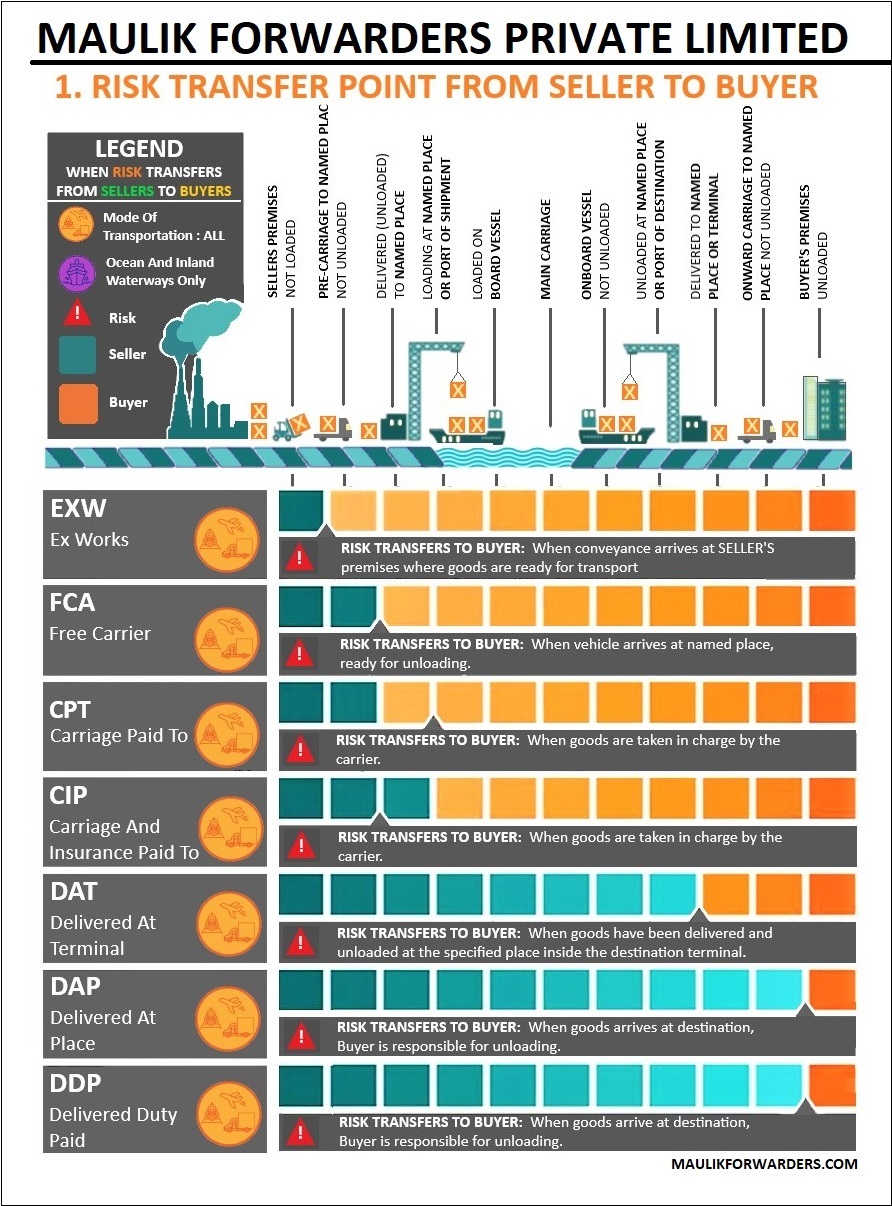 MAULIK FORWARDERS PRIVATE LIMITED
1. RISK TRANSFER POINT FROM SELLER TO BUYER
LEGEND
WHEN RISK TRANSFERS
FROM SELLERS TO BUYERS
Mode Of
Transportation : ALL
Ocean And Inland
Waterways Only
Risk
Seller
Buyer
SELLERS PREMISES
NOT LOADED
PRE-CARRIAGE TO NAMED PLAC
NOT UNLOADED
DELIVERED (UNLOADED)
TO NAMED PLACE
LOADING AT NAMED PLACE
OR PORT OF SHIPMENT
LOADED ON
BOARD VESSEL
MAIN CARRIAGE
ONBOARD VESSEL
NOT UNLOADED
UNLOADED AT NAMED PLACE
OR PORT OF DESTINATION
DELIVERED TO NAMED
PLACE OR TERMINAL
ONWARD CARRIAGE TO NAMED
PLACE NOT UNLOADED
BUYER'S PREMISES
UNLOADED
EXW
Ex Works
RISK TRANSFERS TO BUYER: When conveyance arrives at SELLER'S
premises where goods are ready for transport
FCA
Free Carrier
RISK TRANSFERS TO BUYER: When vehicle arrives at named place,
ready for unloading.
CPT
Carriage Paid To
RISK TRANSFERS TO BUYER: When goods are taken in charge by the
carrier.
CIP
Carriage And
Insurance Paid To
RISK TRANSFERS TO BUYER: When goods are taken in charge by the
carrier.
DAT
Delivered At
Terminal
RISK TRANSFERS TO BUYER: When goods have been delivered and
unloaded at the specified place inside the destination terminal.
DAP
Delivered At
Place
RISK TRANSFERS TO BUYER: When goods arrives at destination,
Buyer is responsible for unloading.
DDP
Delivered Duty
Paid
RISK TRANSFERS TO BUYER: When goods arrive at destination,
Buyer is responsible for unloading.
MAULIKFORWARDERS.COM